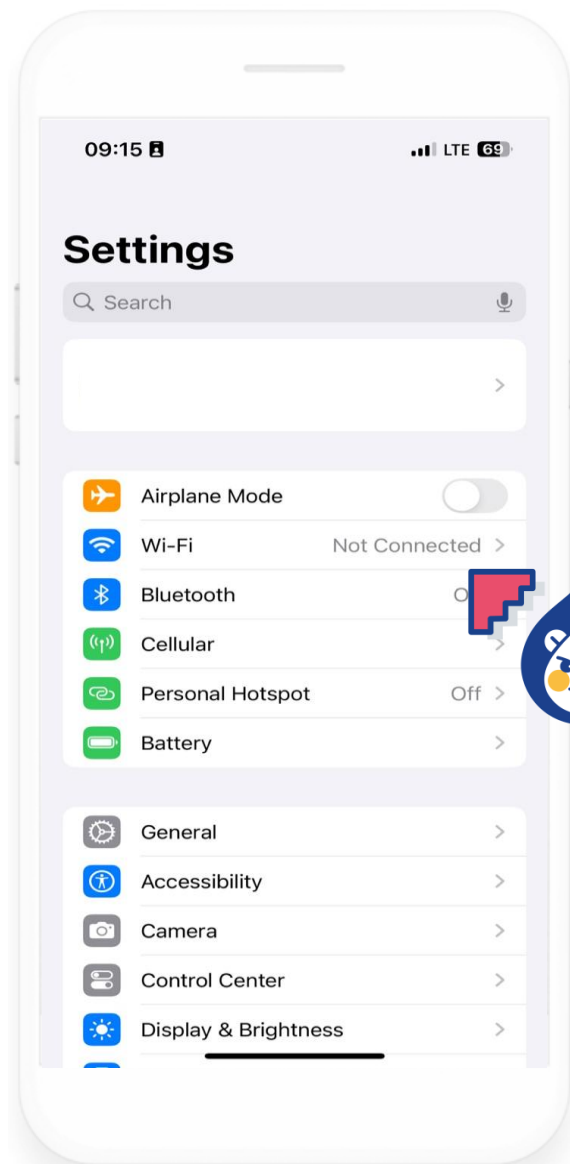 09:15
LTE 69
Settings
Search
Airplane Mode
Wi-Fi Not Connected
Bluetooth
Cellular
Personal Hotspot Off
Battery
General
Accessibility
Camera
Control Center
Display & Brightness